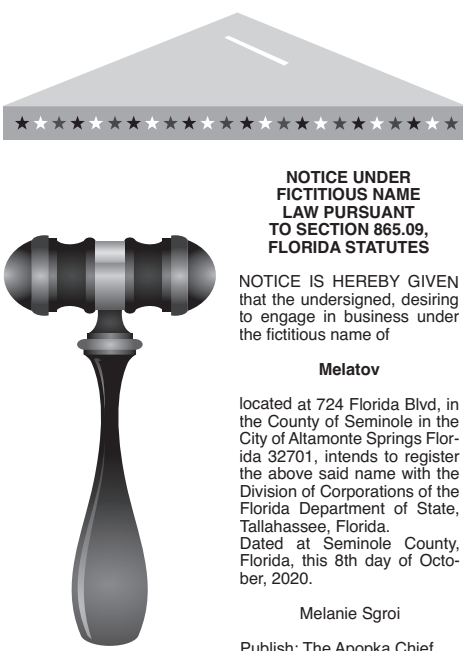 NOTICE UNDER
FICTITIOUS NAME
LAW PURSUANT
TO SECTION 865.09,
FLORIDA STATUTES
NOTICE IS HEREBY GIVEN
that the undersigned, desiring
to engage in business under
the fictitious name of
Melatov
located at 724 Florida Blvd, in
the County of Seminole in the
City of Altamonte Springs Flor-
ida 32701, intends to register
the above said name with the
Division of Corporations of the
Florida Department of State,
Tallahassee, Florida.
Dated at Seminole County,
Florida, this 8th day of Octo-
ber, 2020.
Melanie Sgroi
Publish: The Apopka Chief